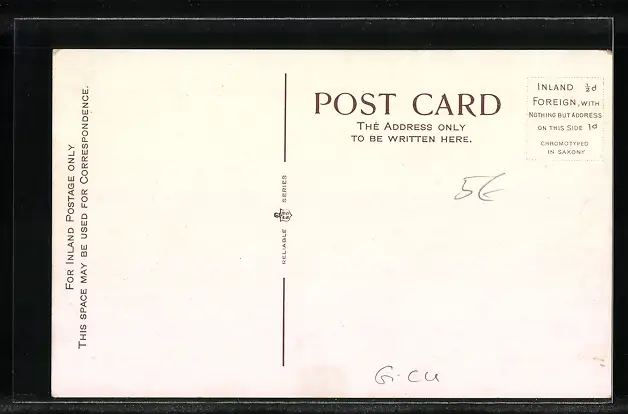 FOR INLAND POSTAGE ONLY
THIS SPACE MAY BE USED FOR CORRESPONDENCE.
RELIABLE SERIES
POST CARD
THE ADDRESS ONLY
TO BE WRITTEN HERE.
INLAND ½d
FOREIGN, WITH
NOTHING BUT ADDRESS
ON THIS SIDE 1d
CHROMOTYPED
IN SAXONY
5€